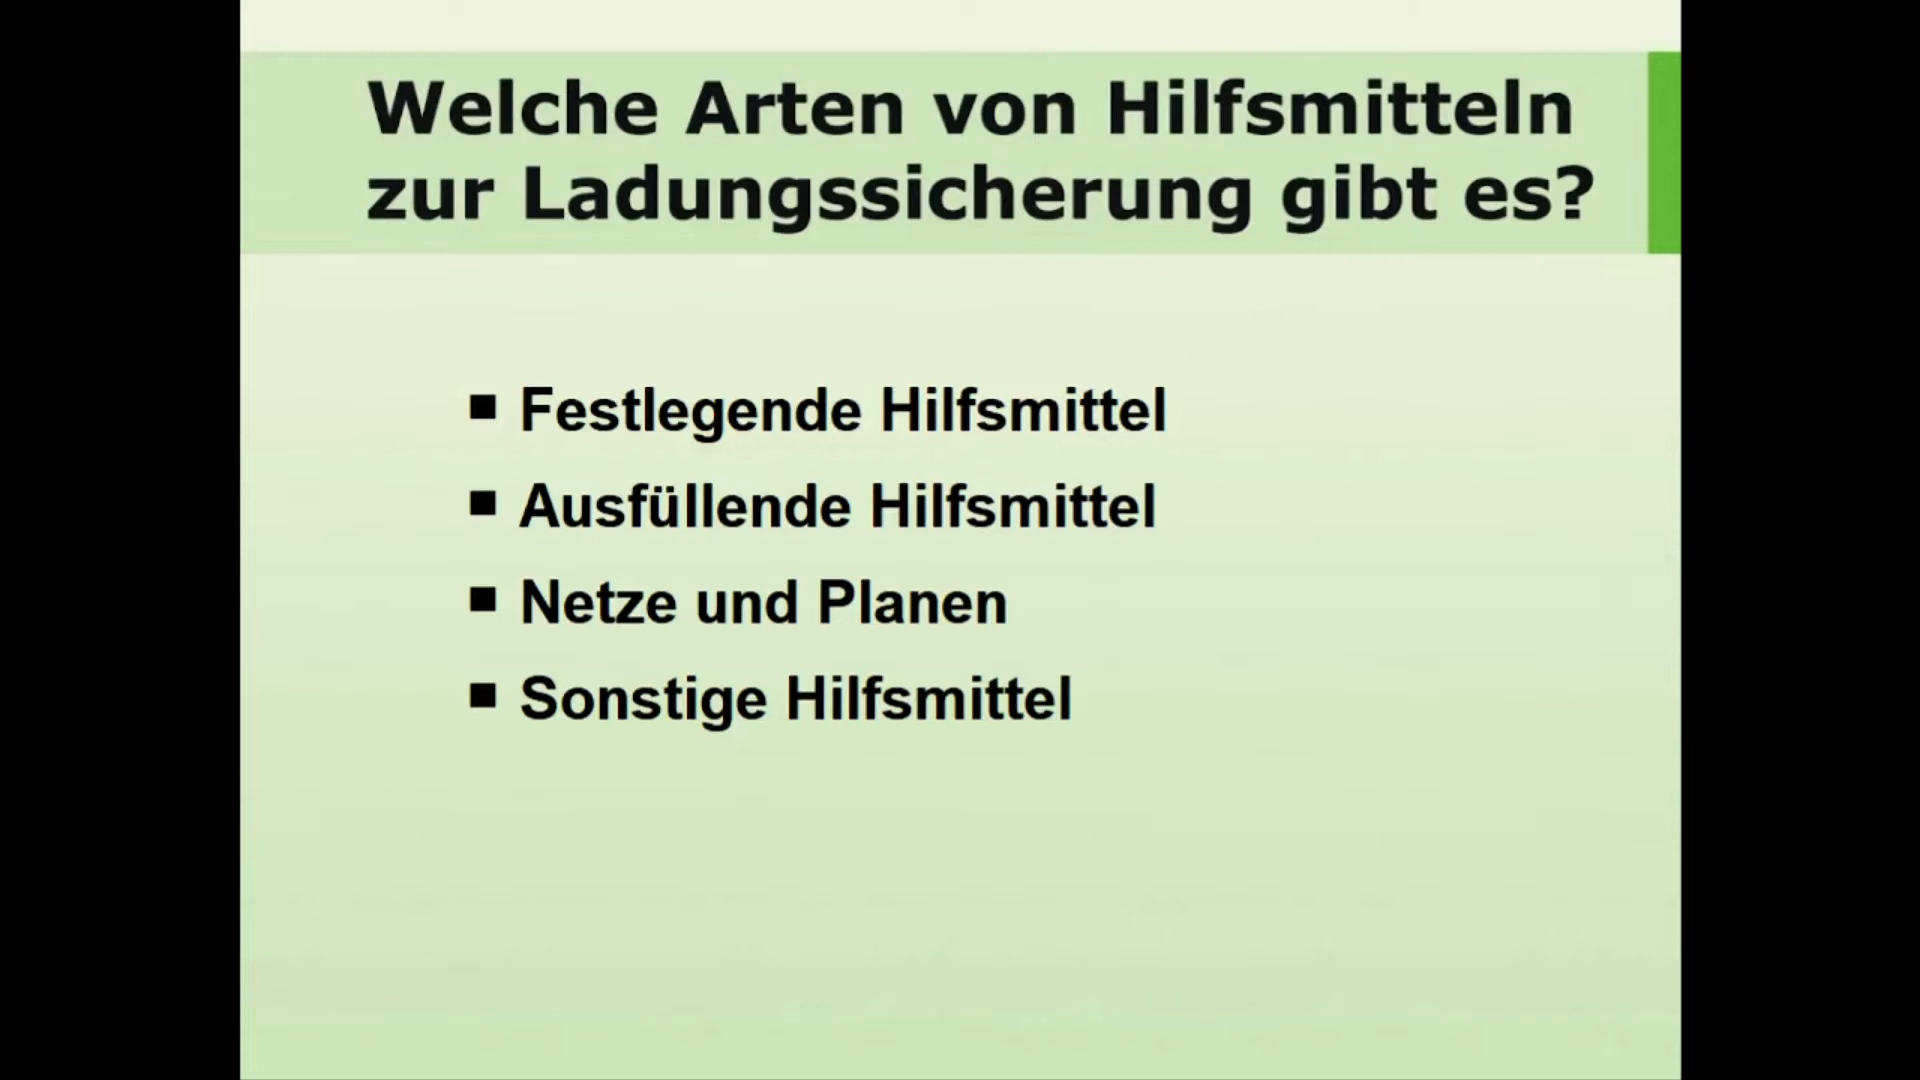 Welche Arten von Hilfsmitteln
zur Ladungssicherung gibt es?
■ Festlegende Hilfsmittel
■ Ausfüllende Hilfsmittel
■ Netze und Planen
■ Sonstige Hilfsmittel